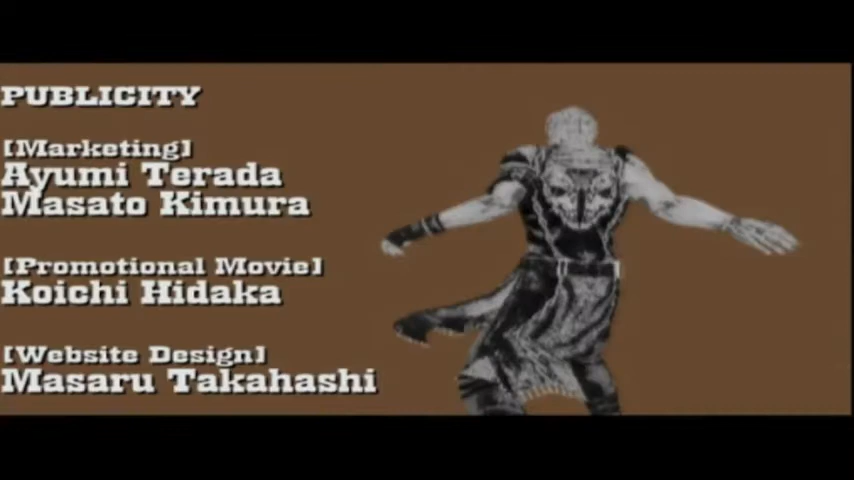 PUBLICITY
[Marketing]
Ayumi Terada
Masato Kimura
[Promotional Movie]
Koichi Hidaka
[Website Design]
Masaru Takahashi